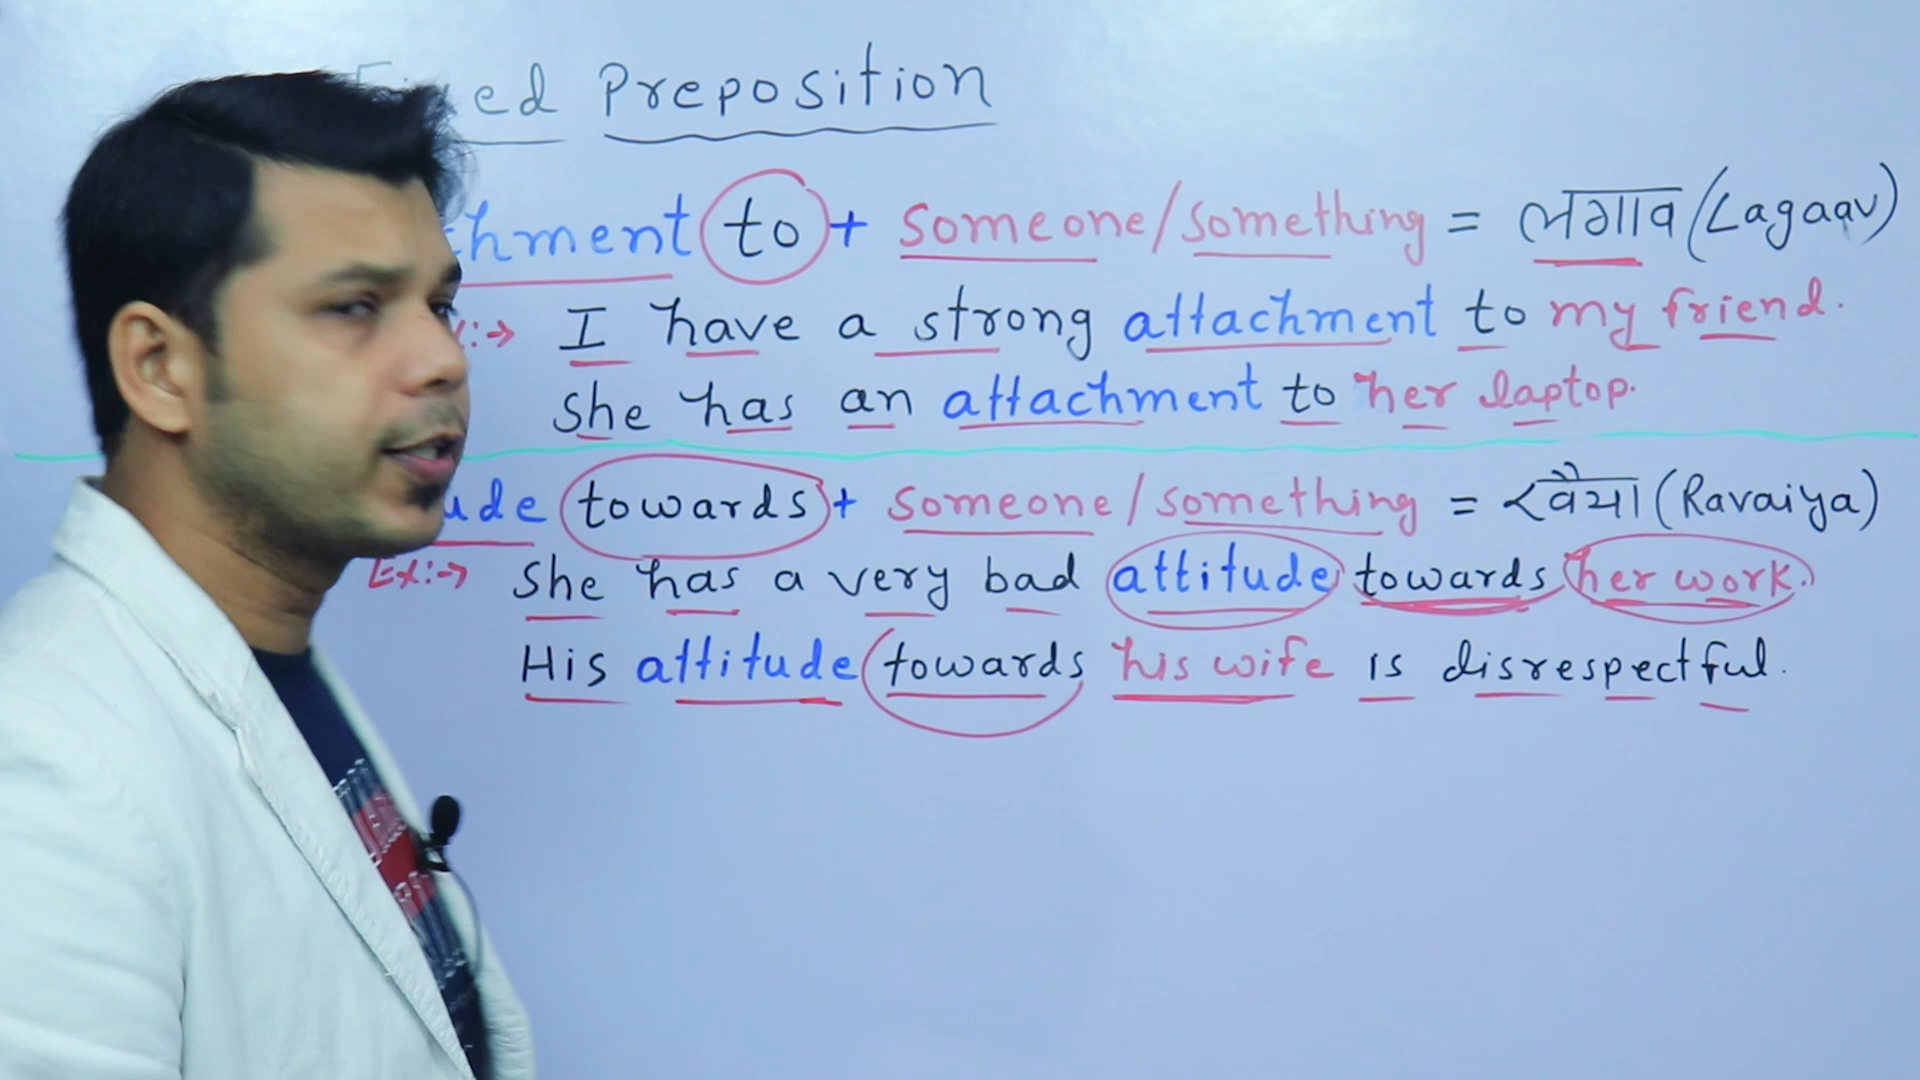 Fixed Preposition
chment to + someone/something = लगाव (Lagaav)
:→ I have a strong attachment to my friend.
She has an attachment to her laptop.
ude towards + someone/something = रवैया (Ravaiya)
Ex:→ She has a very bad attitude towards her work.
His attitude towards his wife is disrespectful.